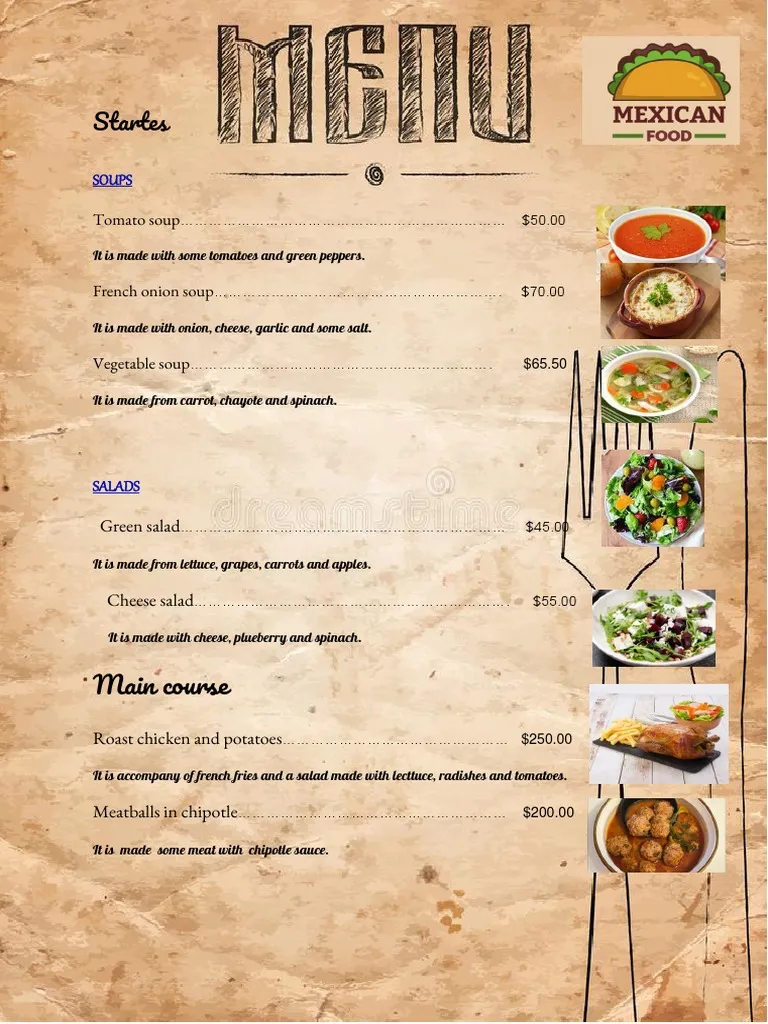 MENU
MEXICAN
FOOD
Startes
SOUPS
Tomato soup……………………………………………………………… $50.00
It is made with some tomatoes and green peppers.
French onion soup……………………………………………………. $70.00
It is made with onion, cheese, garlic and some salt.
Vegetable soup………………………………………………………… $65.50
It is made from carrot, chayote and spinach.
SALADS
dreamstime
Green salad……………………………………………………………… $45.00
It is made from lettuce, grapes, carrots and apples.
Cheese salad…………………………………………………………. $55.00
It is made with cheese, plueberry and spinach.
Main course
Roast chicken and potatoes………………………………………… $250.00
It is accompany of french fries and a salad made with lecttuce, radishes and tomatoes.
Meatballs in chipotle………………………………………………… $200.00
It is made some meat with chipotle sauce.